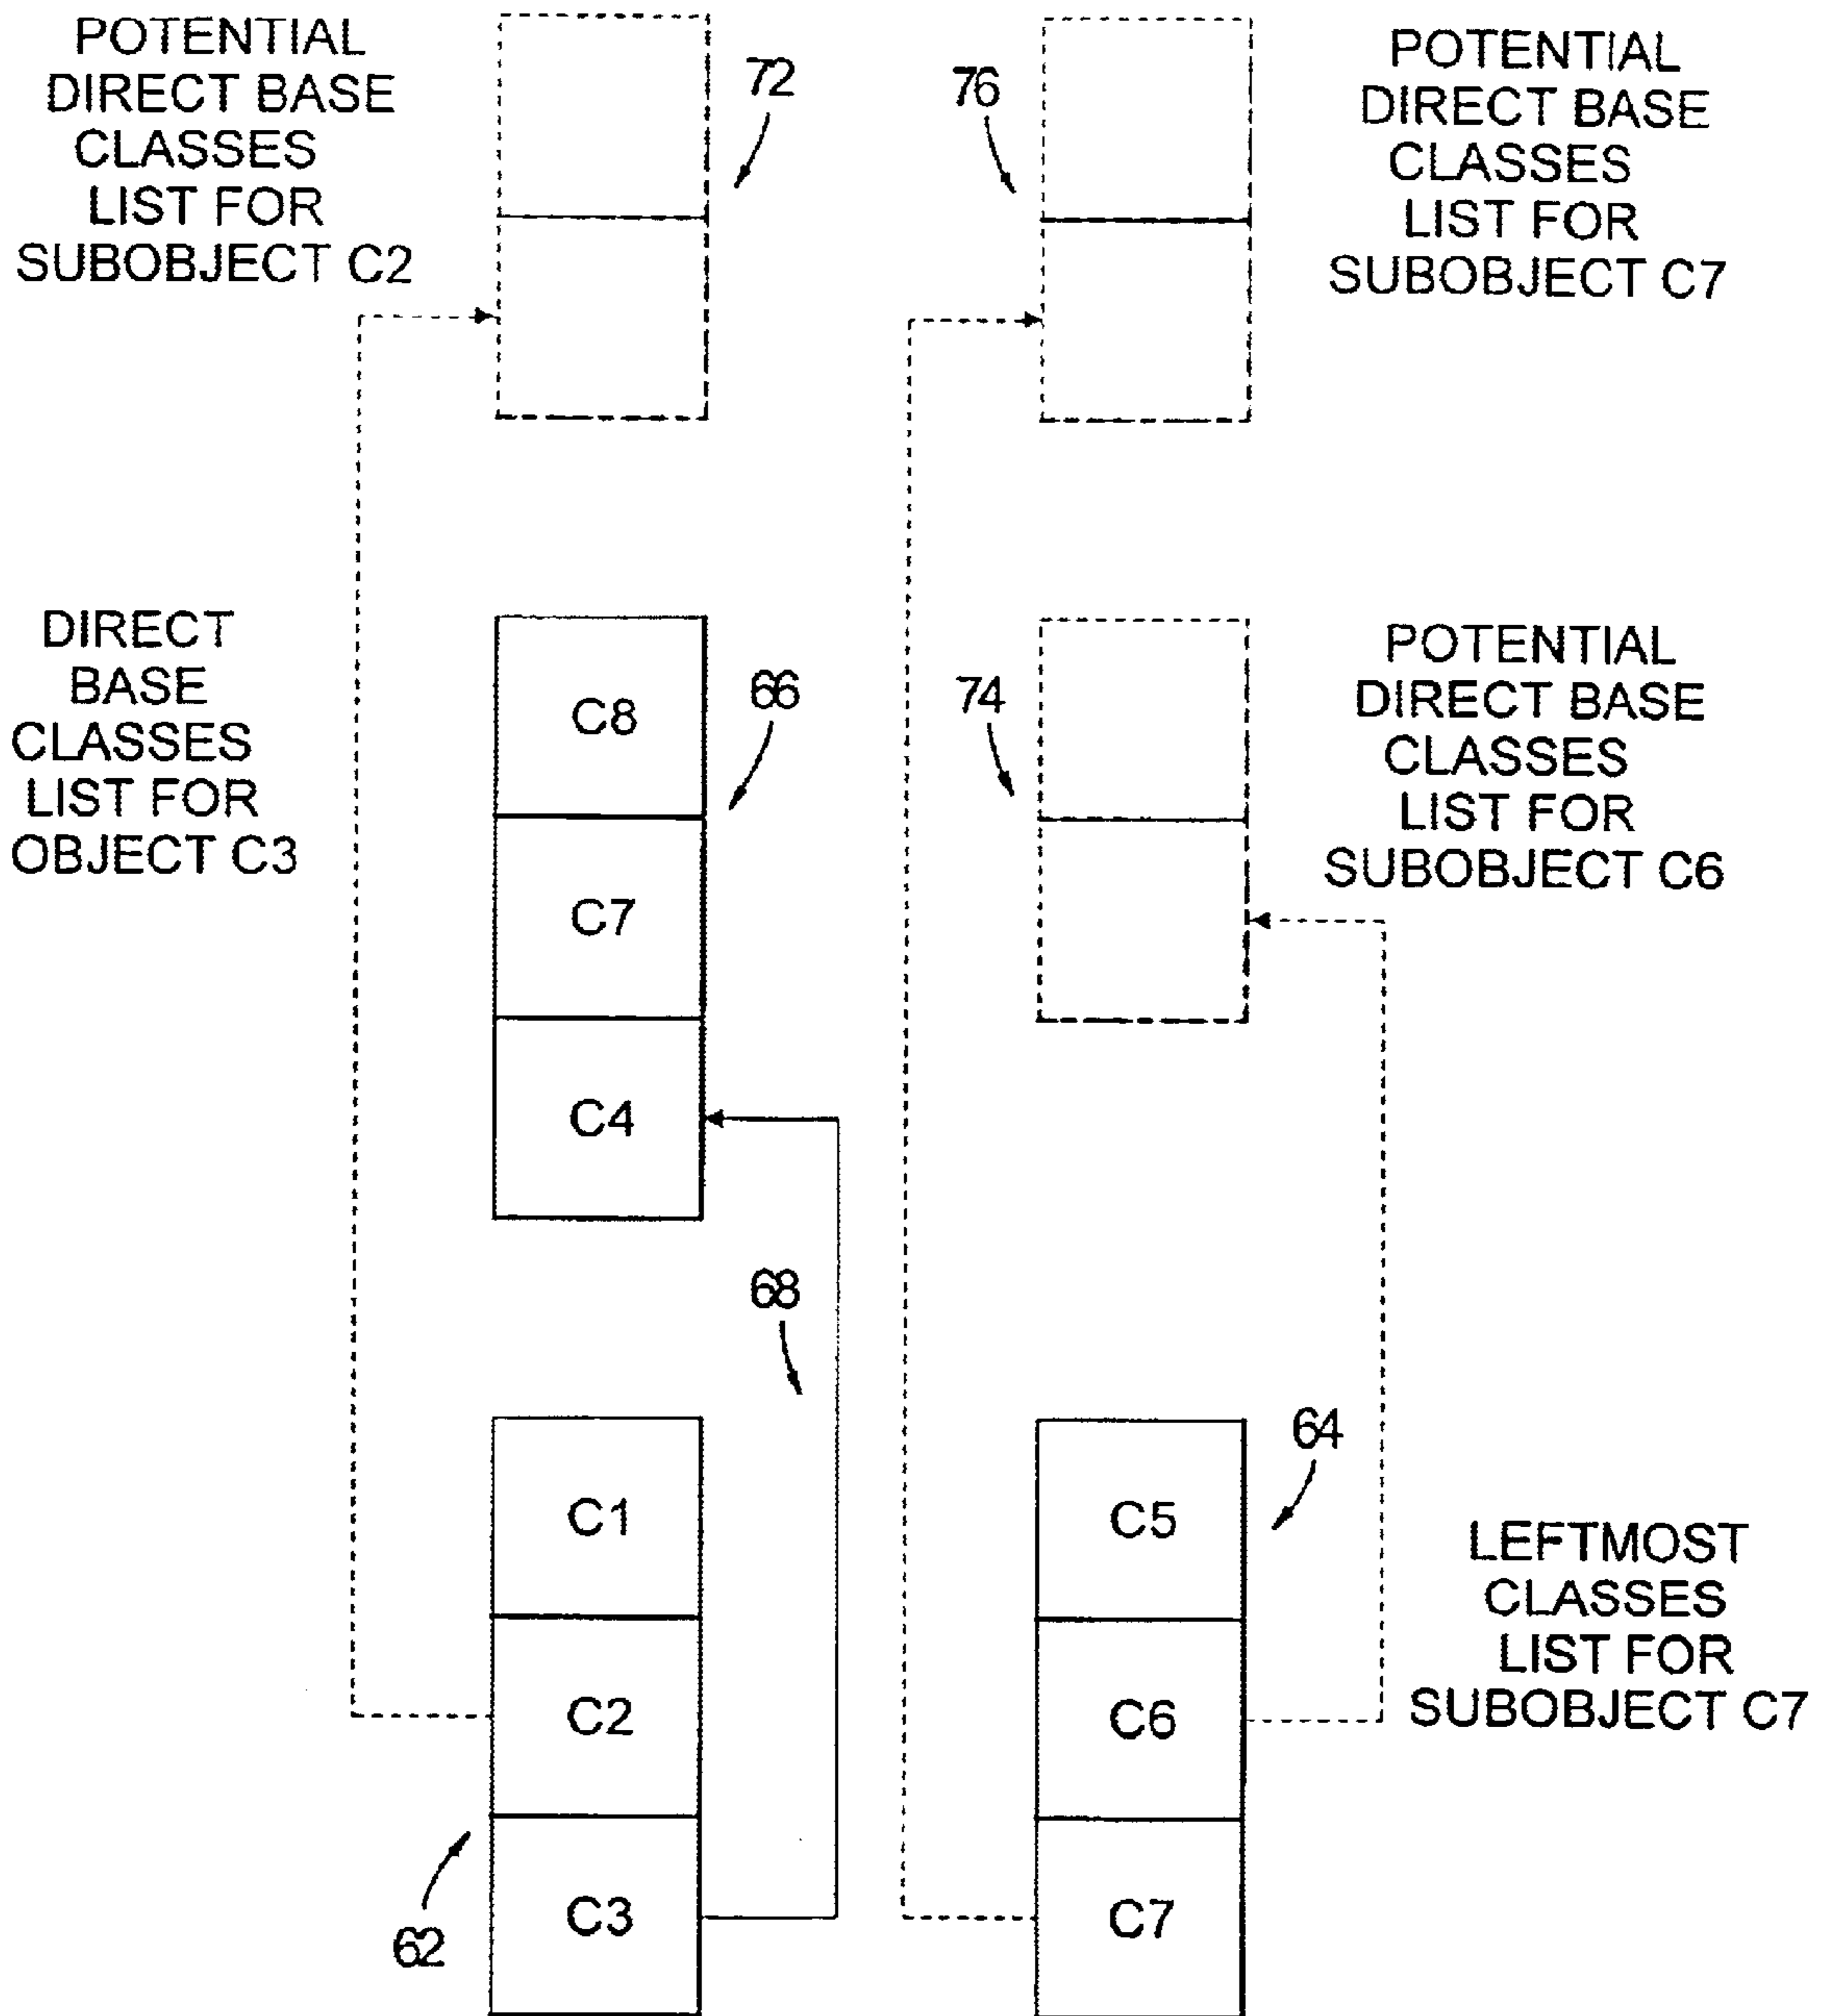 POTENTIAL
DIRECT BASE
CLASSES
LIST FOR
SUBOBJECT C2
72
76
POTENTIAL
DIRECT BASE
CLASSES
LIST FOR
SUBOBJECT C7
DIRECT
BASE
CLASSES
LIST FOR
OBJECT C3
C8
C7
C4
66
74
POTENTIAL
DIRECT BASE
CLASSES
LIST FOR
SUBOBJECT C6
68
C1
C2
C3
62
C5
C6
C7
64
LEFTMOST
CLASSES
LIST FOR
SUBOBJECT C7